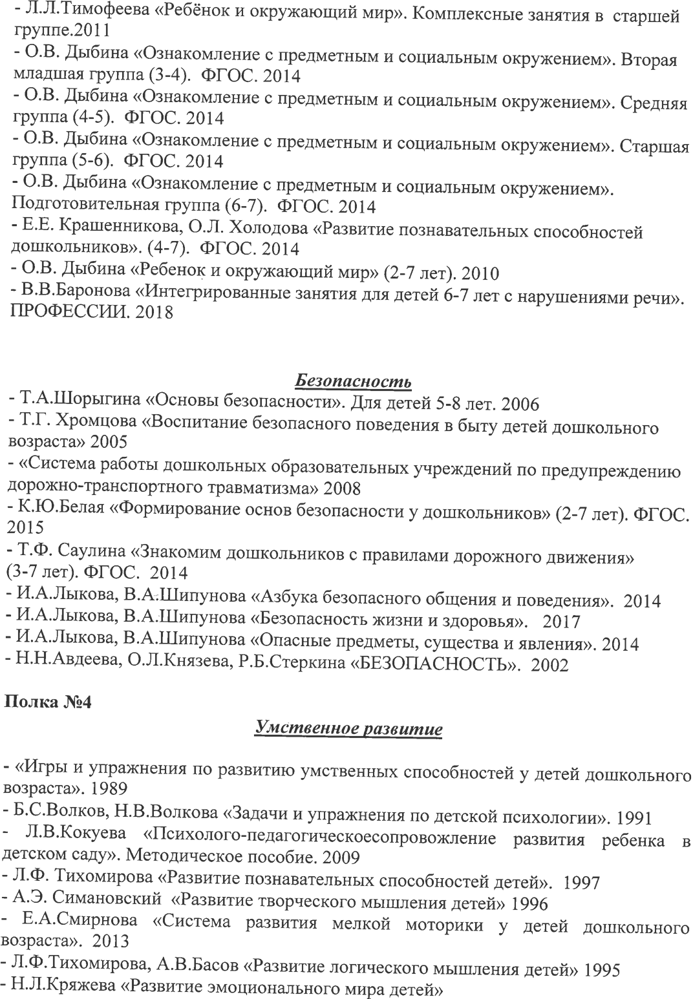 - Л.Л.Тимофеева «Ребёнок и окружающий мир». Комплексные занятия в старшей
группе.2011
- О.В. Дыбина «Ознакомление с предметным и социальным окружением». Вторая
младшая группа (3-4). ФГОС. 2014
- О.В. Дыбина «Ознакомление с предметным и социальным окружением». Средняя
группа (4-5). ФГОС. 2014
- О.В. Дыбина «Ознакомление с предметным и социальным окружением». Старшая
группа (5-6). ФГОС. 2014
- О.В. Дыбина «Ознакомление с предметным и социальным окружением».
Подготовительная группа (6-7). ФГОС. 2014
- Е.Е. Крашенникова, О.Л. Холодова «Развитие познавательных способностей
дошкольников». (4-7). ФГОС. 2014
- О.В. Дыбина «Ребенок и окружающий мир» (2-7 лет). 2010
- В.В.Баронова «Интегрированные занятия для детей 6-7 лет с нарушениями речи».
ПРОФЕССИИ. 2018
Безопасность
- Т.А.Шорыгина «Основы безопасности». Для детей 5-8 лет. 2006
- Т.Г. Хромцова «Воспитание безопасного поведения в быту детей дошкольного
возраста» 2005
- «Система работы дошкольных образовательных учреждений по предупреждению
дорожно-транспортного травматизма» 2008
- К.Ю.Белая «Формирование основ безопасности у дошкольников» (2-7 лет). ФГОС.
2015
- Т.Ф. Саулина «Знакомим дошкольников с правилами дорожного движения»
(3-7 лет). ФГОС. 2014
- И.А.Лыкова, В.А.Шипунова «Азбука безопасного общения и поведения». 2014
- И.А.Лыкова, В.А.Шипунова «Безопасность жизни и здоровья». 2017
- И.А.Лыкова, В.А.Шипунова «Опасные предметы, существа и явления». 2014
- Н.Н.Авдеева, О.Л.Князева, Р.Б.Стеркина «БЕЗОПАСНОСТЬ». 2002
Полка №4
Умственное развитие
- «Игры и упражнения по развитию умственных способностей у детей дошкольного
возраста». 1989
- Б.С.Волков, Н.В.Волкова «Задачи и упражнения по детской психологии». 1991
- Л.В.Кокуева «Психолого-педагогическоесопровожление развития ребенка в
детском саду». Методическое пособие. 2009
- Л.Ф. Тихомирова «Развитие познавательных способностей детей». 1997
- А.Э. Симановский «Развитие творческого мышления детей» 1996
- Е.А.Смирнова «Система развития мелкой моторики у детей дошкольного
возраста». 2013
- Л.Ф.Тихомирова, А.В.Басов «Развитие логического мышления детей» 1995
- Н.Л.Кряжева «Развитие эмоционального мира детей»